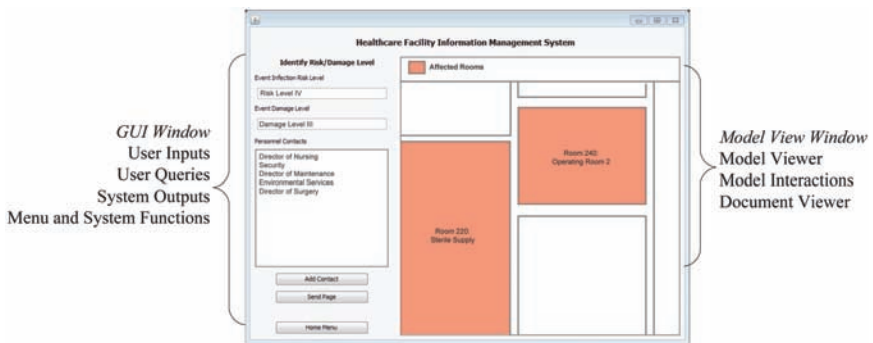 Healthcare Facility Information Management System
GUI Window
User Inputs
User Queries
System Outputs
Menu and System Functions
Identify Risk/Damage Level
Event Infection Risk Level
Risk Level IV
Event Damage Level
Damage Level III
Personnel Contacts
Director of Nursing
Security
Director of Maintenance
Environmental Services
Director of Surgery
Add Contact
Send Page
Home Menu
Affected Rooms
Room 240:
Operating Room 2
Room 220:
Sterile Supply
Model View Window
Model Viewer
Model Interactions
Document Viewer